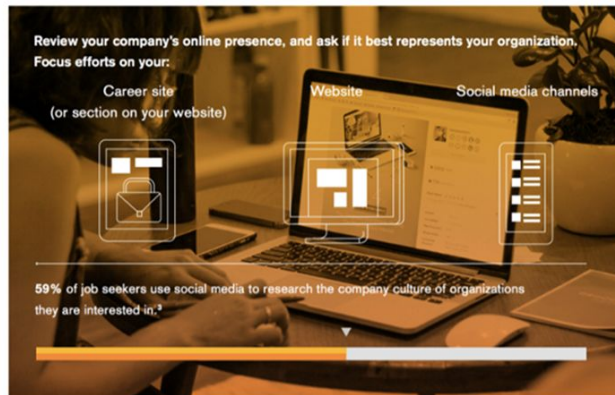 Review your company's online presence, and ask if it best represents your organization.
Focus efforts on your:
Career site
(or section on your website)
Website
Social media channels
59% of job seekers use social media to research the company culture of organizations
they are interested in.³